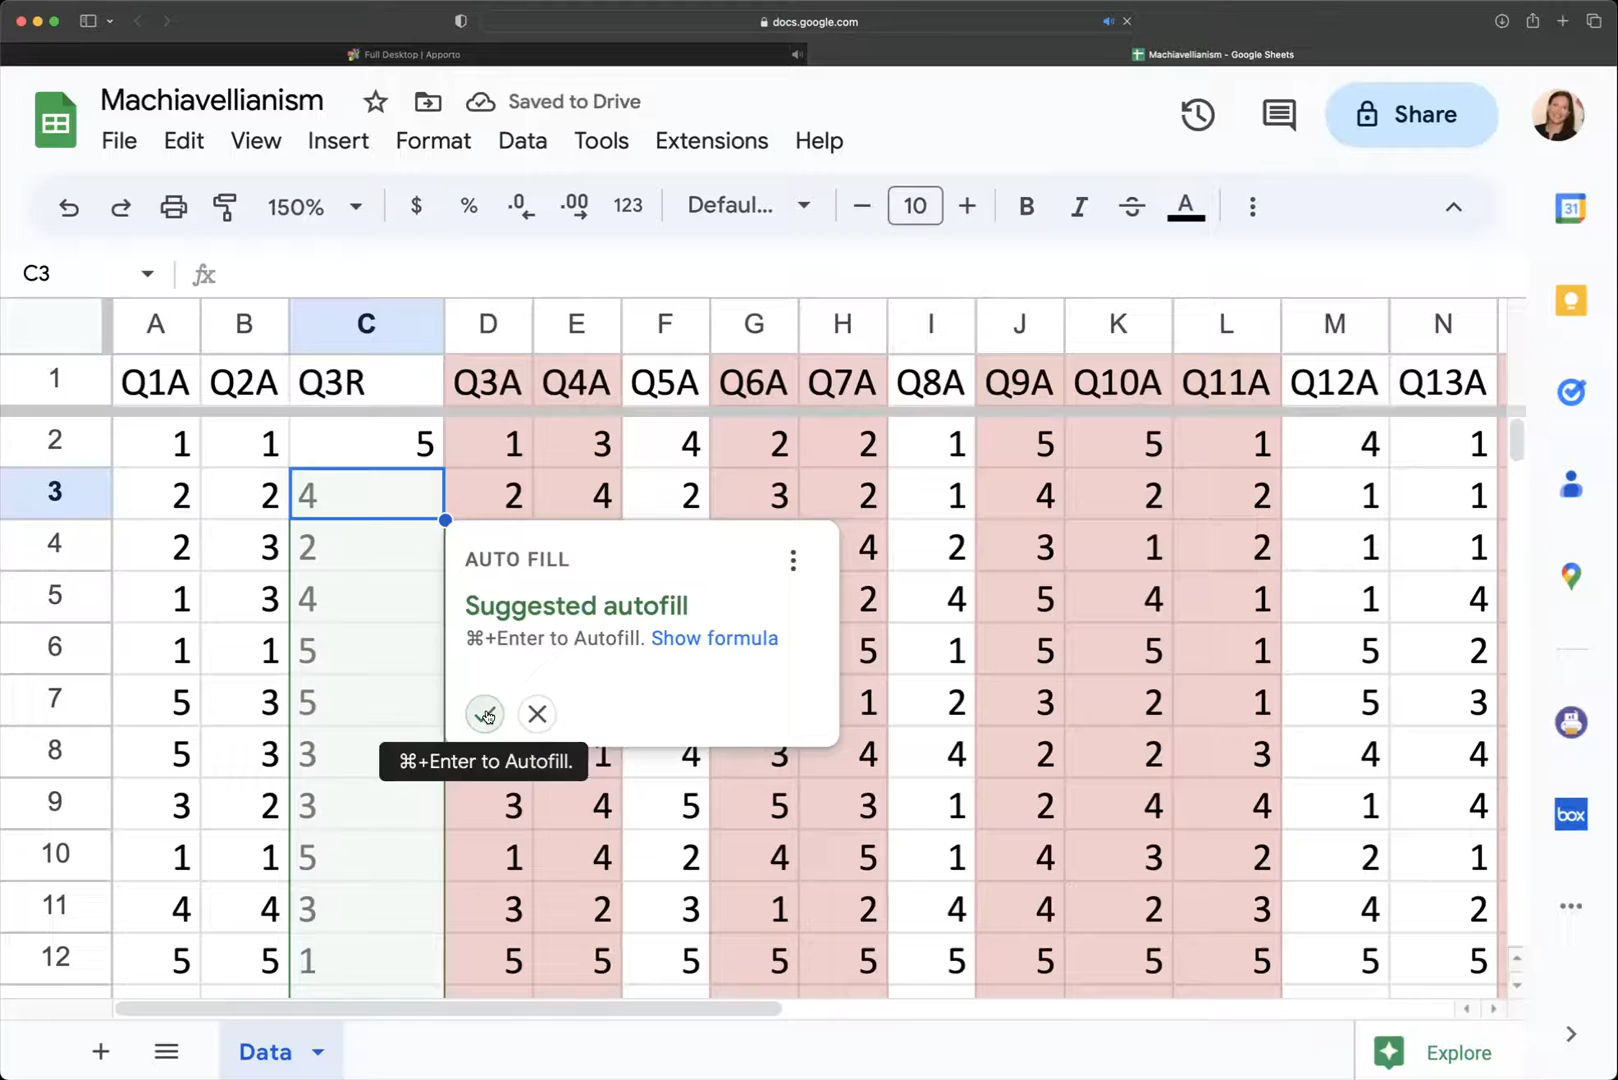 docs.google.com
Full Desktop | Apporto
Machiavellianism - Google Sheets
Machiavellianism
Saved to Drive
Share
File Edit View Insert Format Data Tools Extensions Help
150% $ % .0 .00 123 Defaul... − 10 + B I S A
31
C3 fx
A B C D E F G H I J K L M N
1 Q1A Q2A Q3R Q3A Q4A Q5A Q6A Q7A Q8A Q9A Q10A Q11A Q12A Q13A
2 1 1 5 1 3 4 2 2 1 5 5 1 4 1
3 2 2 4 2 4 2 3 2 1 4 2 2 1 1
4 2 3 2 4 2 3 1 2 1 1
AUTO FILL
5 1 3 4 2 4 5 4 1 1 4
Suggested autofill
⌘+Enter to Autofill. Show formula
6 1 1 5 5 1 5 5 1 5 2
7 5 3 5 1 2 3 2 1 5 3
8 5 3 3 1 4 3 4 4 2 2 3 4 4
⌘+Enter to Autofill.
9 3 2 3 3 4 5 5 3 1 2 4 4 1 4
box
10 1 1 5 1 4 2 4 5 1 4 3 2 2 1
11 4 4 3 3 2 3 1 2 4 4 2 3 4 2
12 5 5 1 5 5 5 5 5 5 5 5 5 5 5
Data
Explore